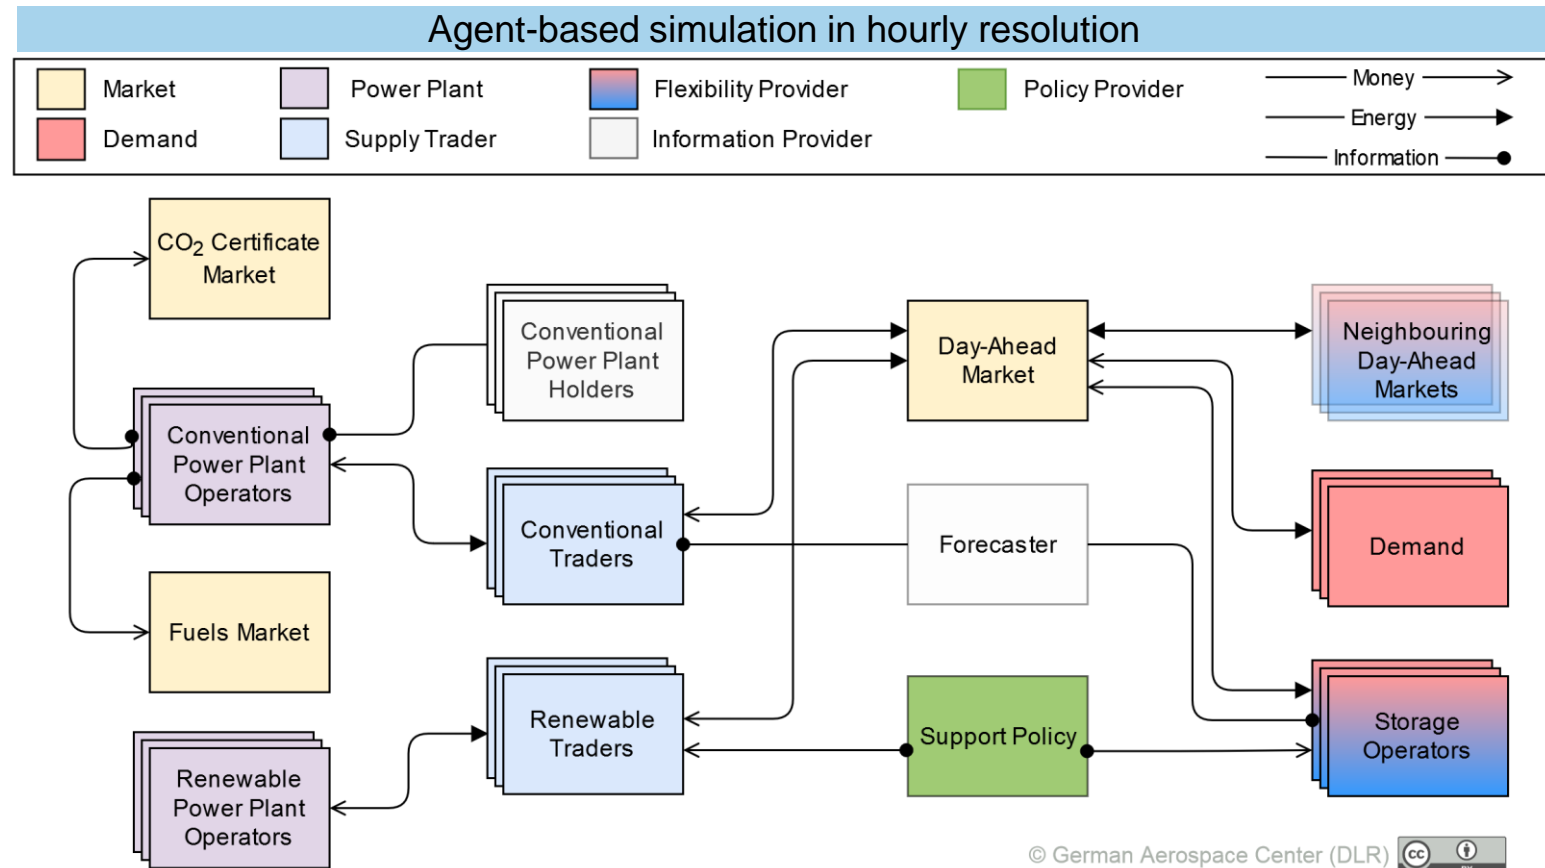 Agent-based simulation in hourly resolution
Market
Power Plant
Flexibility Provider
Policy Provider
Money
Energy
Demand
Supply Trader
Information Provider
Information
CO2 Certificate
Market
Conventional
Power Plant
Holders
Day-Ahead
Market
Neighbouring
Day-Ahead
Markets
Conventional
Power Plant
Operators
Conventional
Traders
Forecaster
Demand
Fuels Market
Renewable
Traders
Support Policy
Storage
Operators
Renewable
Power Plant
Operators
© German Aerospace Center (DLR)
cc